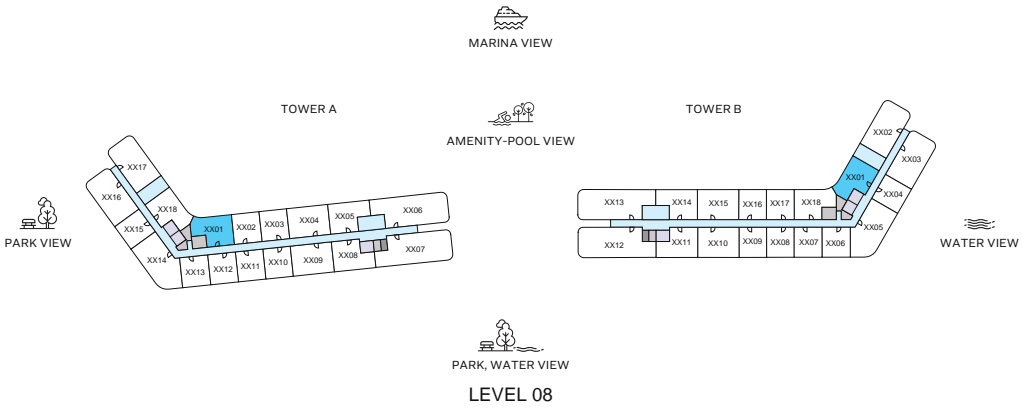 MARINA VIEW
TOWER A
TOWER B
AMENITY-POOL VIEW
XX17
XX16
XX18
XX15
XX14
XX01
XX02
XX03
XX04
XX05
XX06
XX13
XX12
XX11
XX10
XX09
XX08
XX07
XX02
XX03
XX01
XX04
XX05
XX13
XX14
XX15
XX16
XX17
XX18
XX12
XX11
XX10
XX09
XX08
XX07
XX06
PARK VIEW
WATER VIEW
PARK, WATER VIEW
LEVEL 08